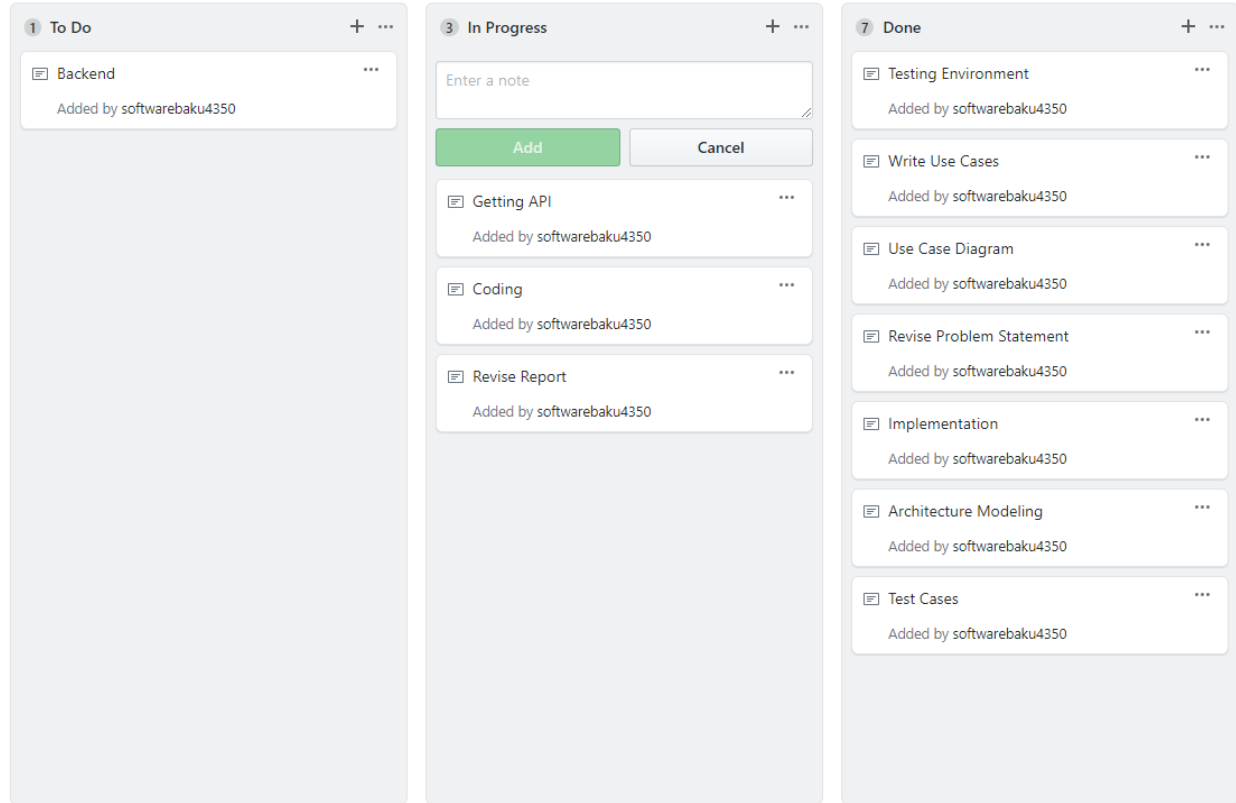 1 To Do
Backend
Added by softwarebaku4350
3 In Progress
Enter a note
Add Cancel
Getting API
Added by softwarebaku4350
Coding
Added by softwarebaku4350
Revise Report
Added by softwarebaku4350
7 Done
Testing Environment
Added by softwarebaku4350
Write Use Cases
Added by softwarebaku4350
Use Case Diagram
Added by softwarebaku4350
Revise Problem Statement
Added by softwarebaku4350
Implementation
Added by softwarebaku4350
Architecture Modeling
Added by softwarebaku4350
Test Cases
Added by softwarebaku4350